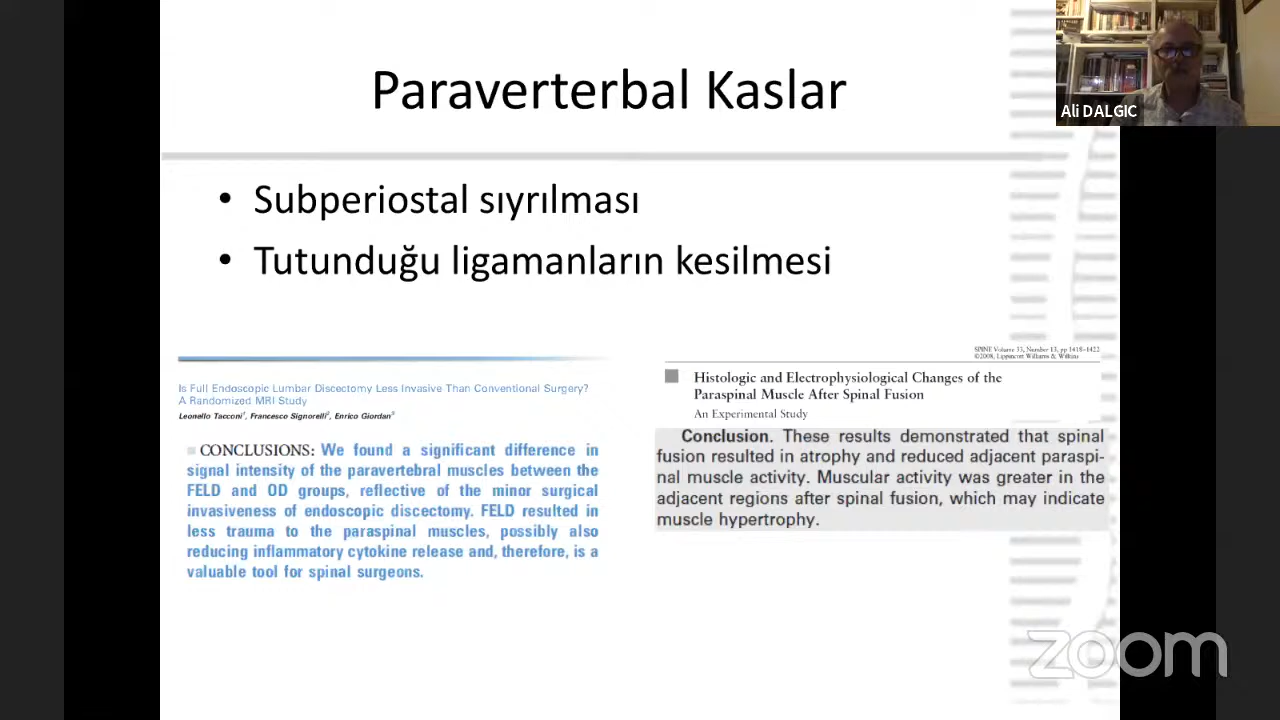 Paraverterbal Kaslar
Ali DALGIC
• Subperiostal sıyrılması
• Tutunduğu ligamanların kesilmesi
Is Full Endoscopic Lumbar Discectomy Less Invasive Than Conventional Surgery?
A Randomized MRI Study
Leonello Tacconi1, Francesco Signorelli2, Enrico Giordan3
CONCLUSIONS: We found a significant difference in
signal intensity of the paravertebral muscles between the
FELD and OD groups, reflective of the minor surgical
invasiveness of endoscopic discectomy. FELD resulted in
less trauma to the paraspinal muscles, possibly also
reducing inflammatory cytokine release and, therefore, is a
valuable tool for spinal surgeons.
SPINE Volume 33, Number 13, pp 1418–1422
©2008, Lippincott Williams & Wilkins
Histologic and Electrophysiological Changes of the
Paraspinal Muscle After Spinal Fusion
An Experimental Study
Conclusion. These results demonstrated that spinal
fusion resulted in atrophy and reduced adjacent paraspi-
nal muscle activity. Muscular activity was greater in the
adjacent regions after spinal fusion, which may indicate
muscle hypertrophy.
zoom